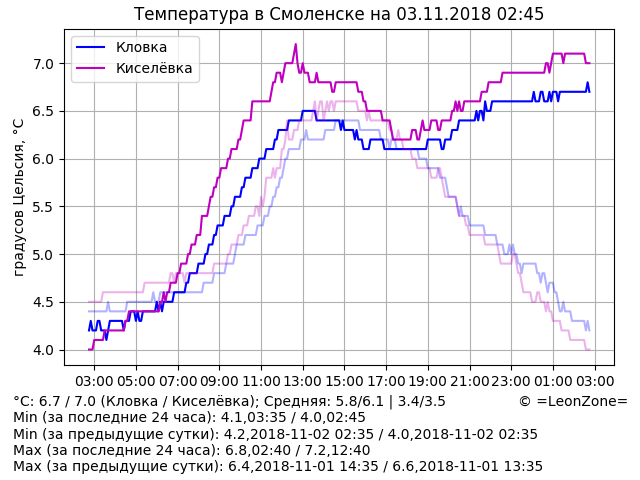 Температура в Смоленске на 03.11.2018 02:45
Кловка
Киселёвка
градусов Цельсия, °C
7.0
6.5
6.0
5.5
5.0
4.5
4.0
03:00 05:00 07:00 09:00 11:00 13:00 15:00 17:00 19:00 21:00 23:00 01:00 03:00
°C: 6.7 / 7.0 (Кловка / Киселёвка); Средняя: 5.8/6.1 | 3.4/3.5
© =LeonZone=
Min (за последние 24 часа): 4.1,03:35 / 4.0,02:45
Min (за предыдущие сутки): 4.2,2018-11-02 02:35 / 4.0,2018-11-02 02:35
Max (за последние 24 часа): 6.8,02:40 / 7.2,12:40
Max (за предыдущие сутки): 6.4,2018-11-01 14:35 / 6.6,2018-11-01 13:35